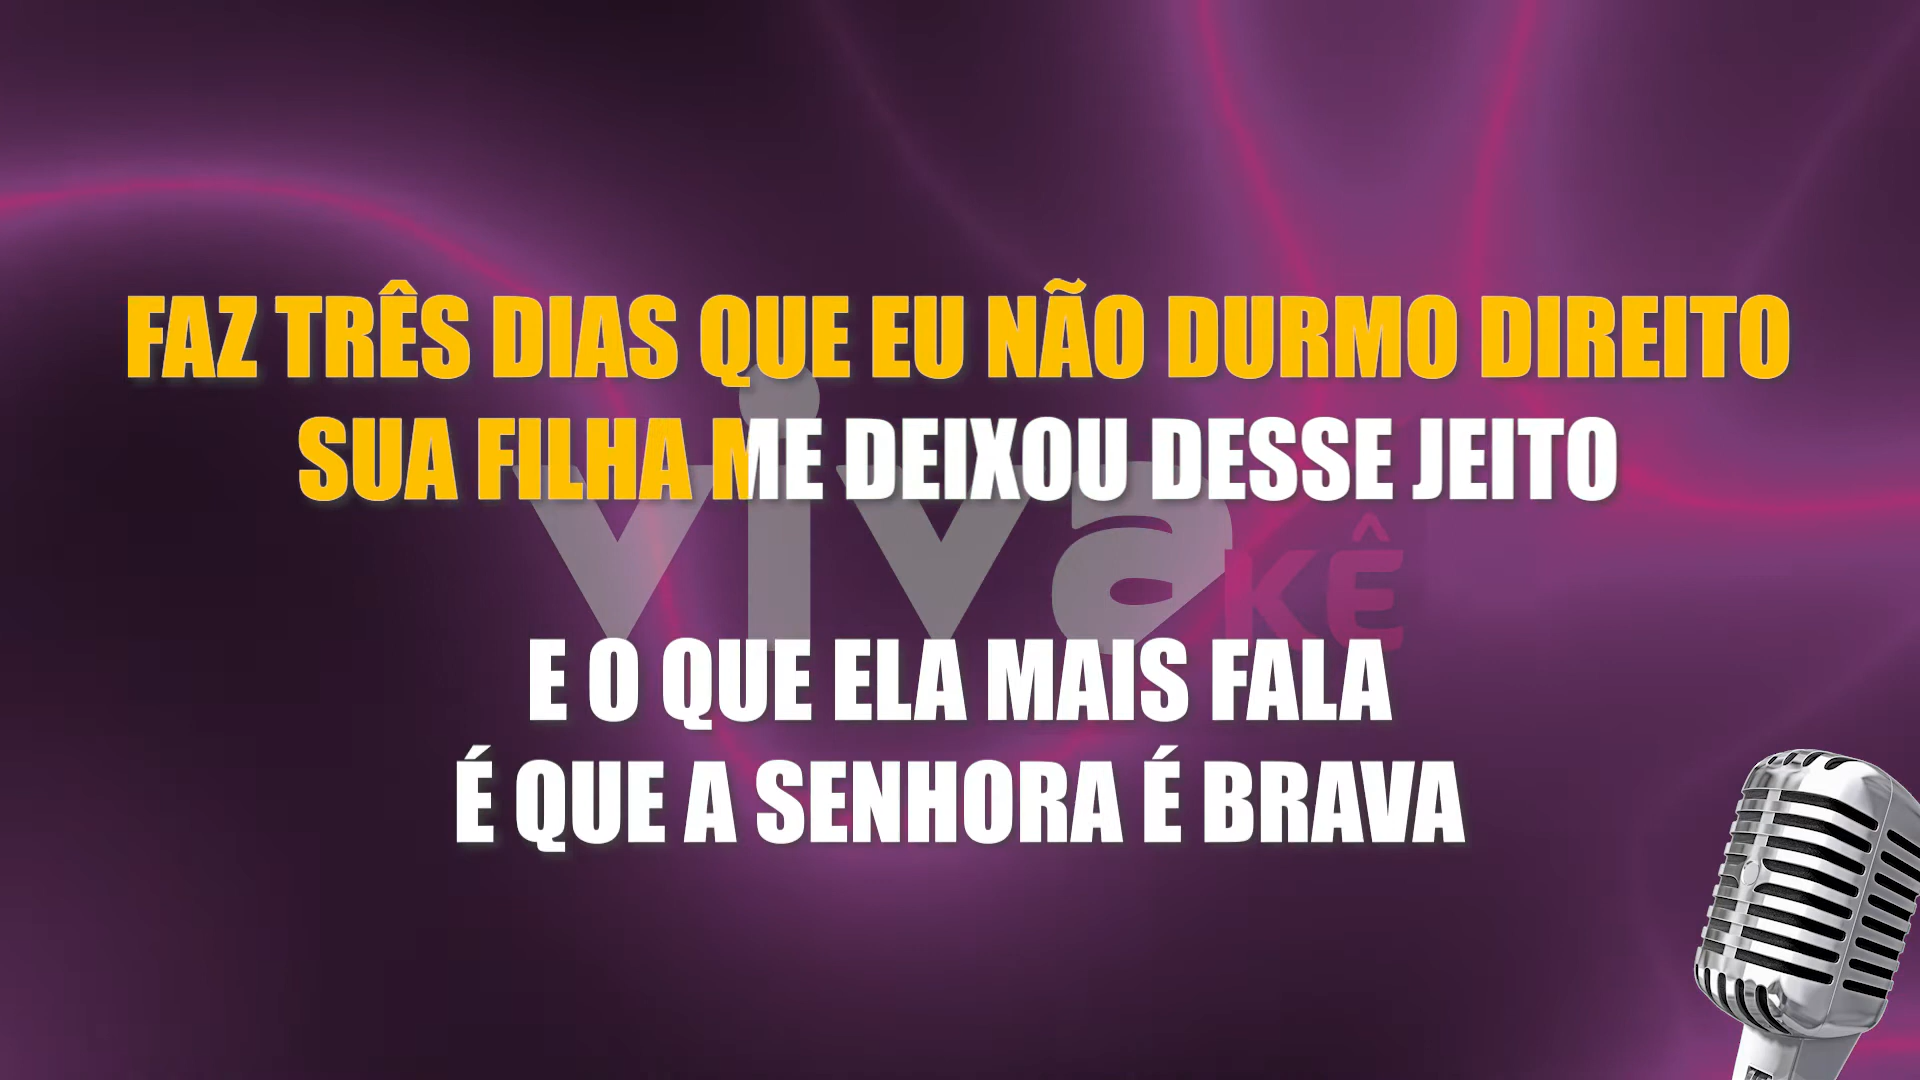 FAZ TRÊS DIAS QUE EU NÃO DURMO DIREITO
SUA FILHA ME DEIXOU DESSE JEITO
viva KÊ
E O QUE ELA MAIS FALA
É QUE A SENHORA É BRAVA